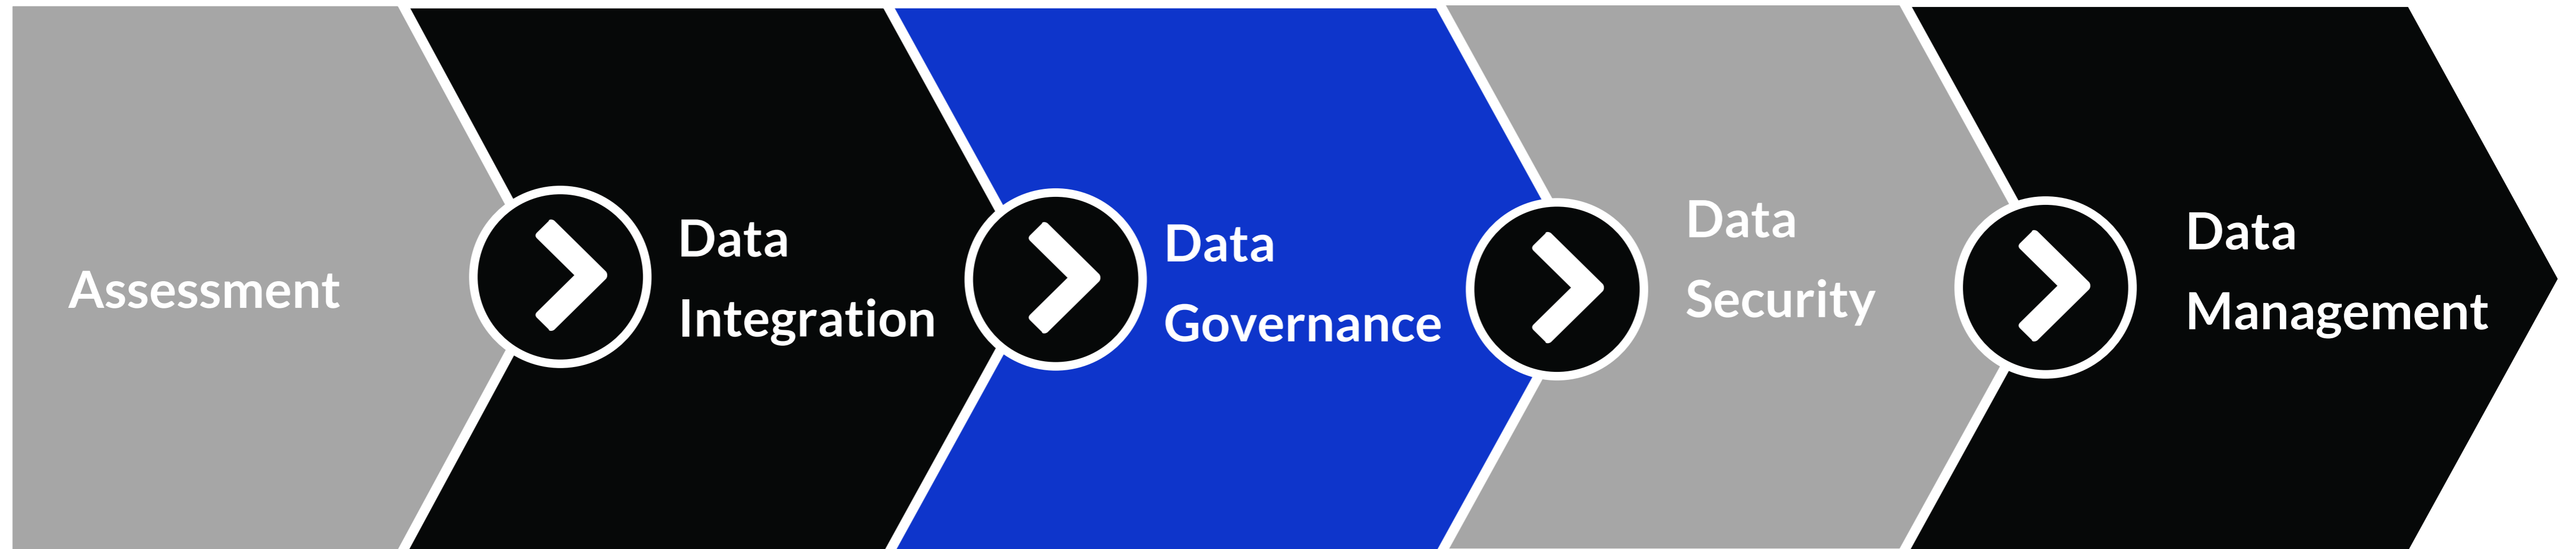 Assessment
Data
Integration
Data
Governance
Data
Security
Data
Management